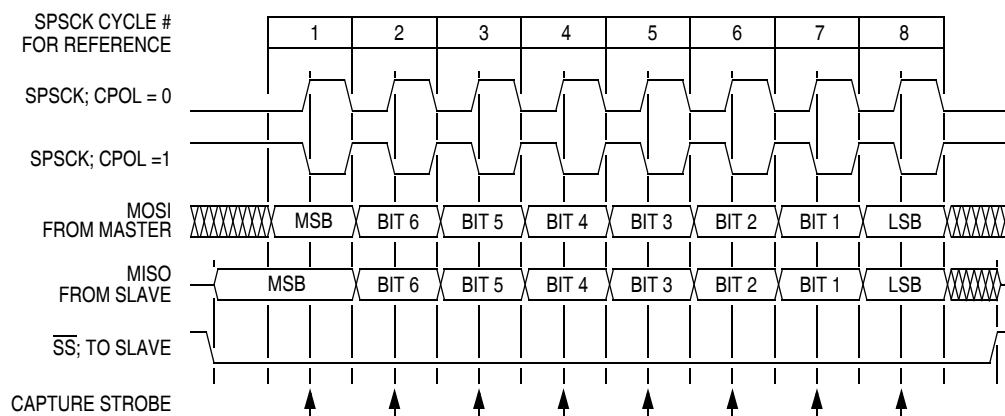 SPSCK CYCLE #
FOR REFERENCE
1 2 3 4 5 6 7 8
SPSCK; CPOL = 0
SPSCK; CPOL =1
MOSI
FROM MASTER
MSB BIT 6 BIT 5 BIT 4 BIT 3 BIT 2 BIT 1 LSB
MISO
FROM SLAVE
MSB BIT 6 BIT 5 BIT 4 BIT 3 BIT 2 BIT 1 LSB
SS; TO SLAVE
CAPTURE STROBE